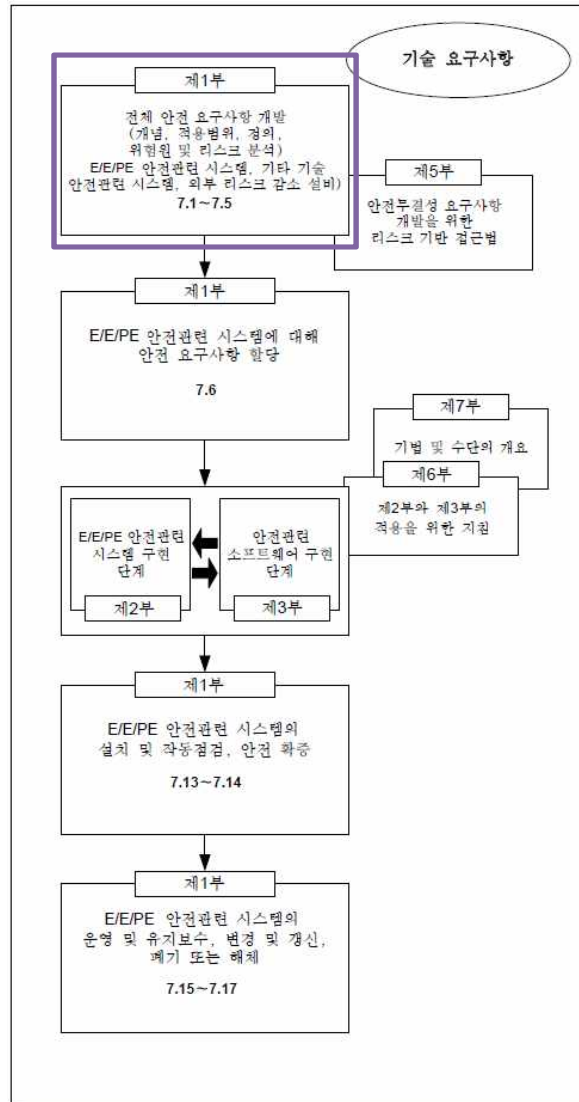 기술 요구사항
제1부
전체 안전 요구사항 개발
(개념, 적용범위, 정의,
위험원 및 리스크 분석)
E/E/PE 안전관련 시스템, 기타 기술
안전관련 시스템, 외부 리스크 감소 설비)
7.1~7.5
제5부
안전무결성 요구사항
개발을 위한
리스크 기반 접근법
제1부
E/E/PE 안전관련 시스템에 대해
안전 요구사항 할당
7.6
제7부
기법 및 수단의 개요
제6부
제2부와 제3부의
적용을 위한 지침
E/E/PE 안전관련
시스템 구현
단계
제2부
안전관련
소프트웨어 구현
단계
제3부
제1부
E/E/PE 안전관련 시스템의
설치 및 작동점검, 안전 확증
7.13~7.14
제1부
E/E/PE 안전관련 시스템의
운영 및 유지보수, 변경 및 갱신,
폐기 또는 해체
7.15~7.17